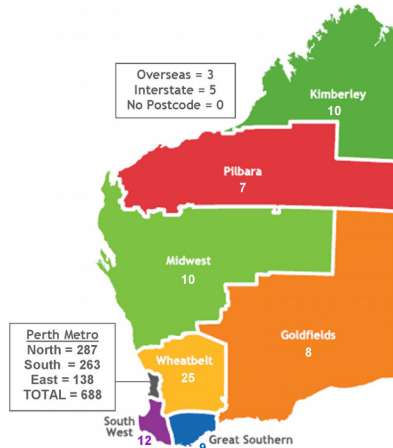 Overseas = 3
Interstate = 5
No Postcode = 0
Kimberley
10
Pilbara
7
Midwest
10
Goldfields
8
Perth Metro
North = 287
South = 263
East = 138
TOTAL = 688
Wheatbelt
25
South
West
12
Great Southern